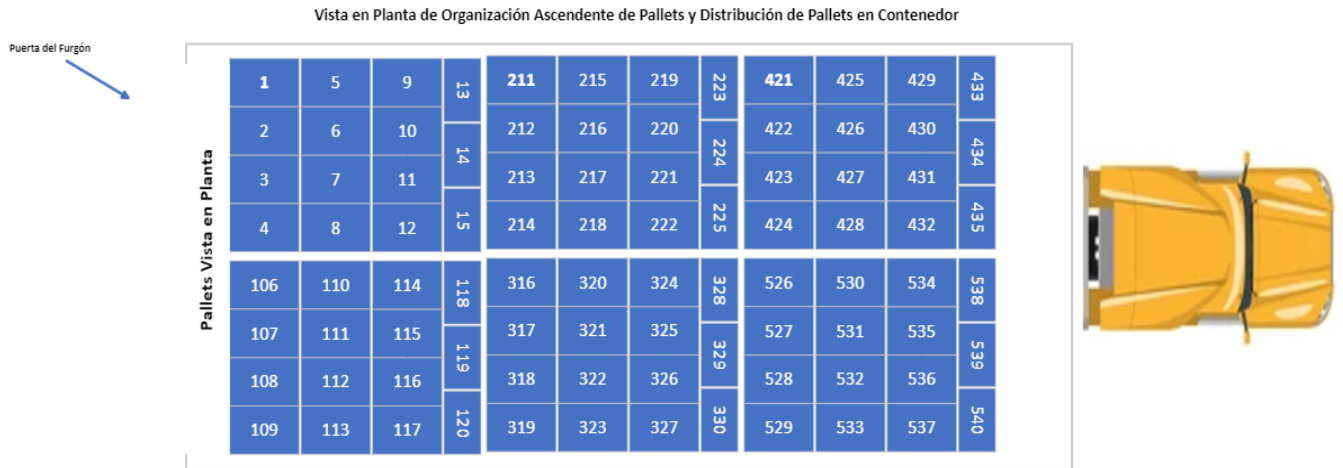 Vista en Planta de Organización Ascendente de Pallets y Distribución de Pallets en Contenedor
Puerta del Furgón
Pallets Vista en Planta
1 5 9 13 211 215 219 223 421 425 429 433
2 6 10 14 212 216 220 224 422 426 430 434
3 7 11 15 213 217 221 225 423 427 431 435
4 8 12 214 218 222 424 428 432
106 110 114 118 316 320 324 328 526 530 534 538
107 111 115 119 317 321 325 329 527 531 535 539
108 112 116 120 318 322 326 330 528 532 536 540
109 113 117 319 323 327 529 533 537